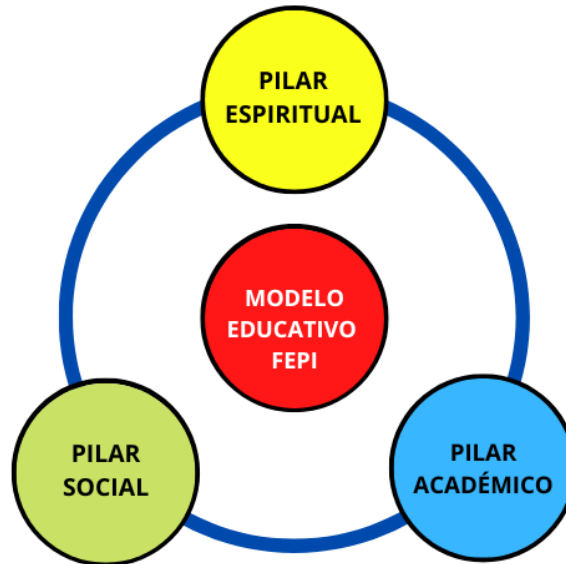 PILAR
ESPIRITUAL
MODELO
EDUCATIVO
FEPI
PILAR
SOCIAL
PILAR
ACADÉMICO